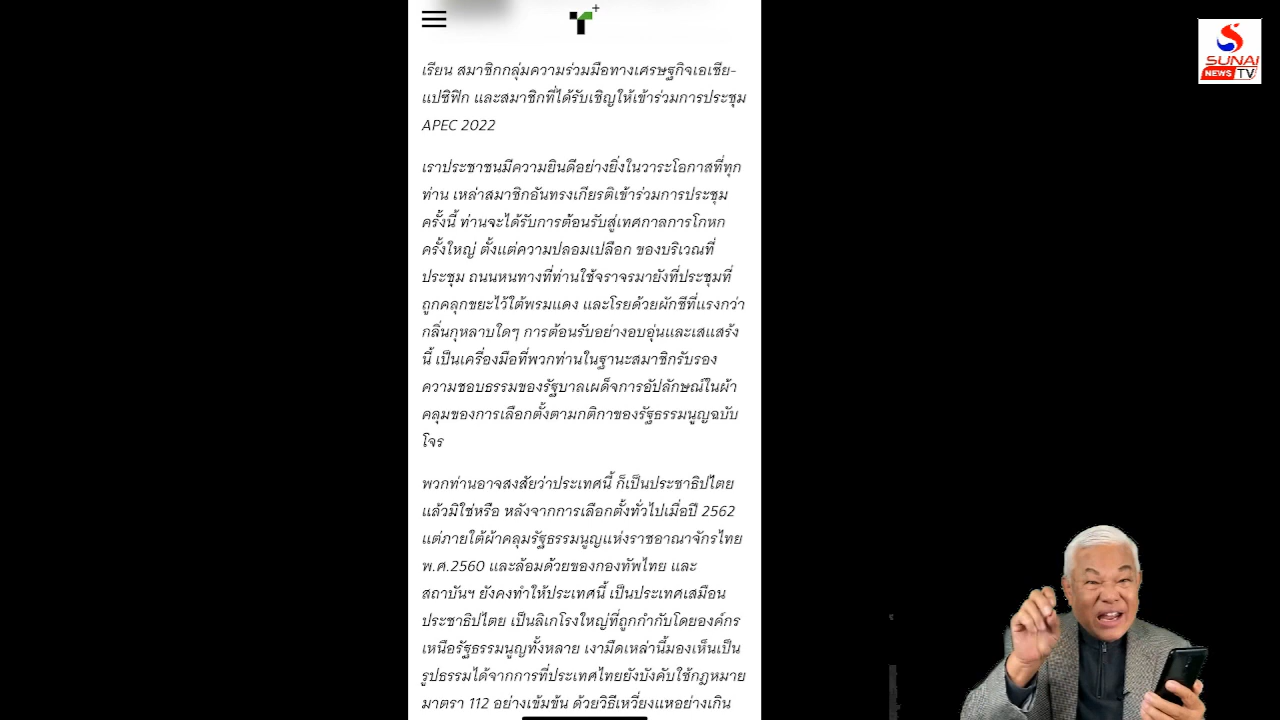 เรียน สมาชิกกลุ่มความร่วมมือทางเศรษฐกิจเอเชีย-
แปซิฟิก และสมาชิกที่ได้รับเชิญให้เข้าร่วมการประชุม
APEC 2022
เราประชาชนมีความยินดีอย่างยิ่งในวาระโอกาสที่ทุก
ท่าน เหล่าสมาชิกอันทรงเกียรติเข้าร่วมการประชุม
ครั้งนี้ ท่านจะได้รับการต้อนรับสู่เทศกาลการโกหก
ครั้งใหญ่ ตั้งแต่ความปลอมเปลือก ของบริเวณที่
ประชุม ถนนหนทางที่ท่านใช้จราจรมายังที่ประชุมที่
ถูกคลุกขยะไว้ใต้พรมแดง และโรยด้วยผักชีที่แรงกว่า
กลิ่นกุหลาบใดๆ การต้อนรับอย่างอบอุ่นและเสแสร้ง
นี้ เป็นเครื่องมือที่พวกท่านในฐานะสมาชิกรับรอง
ความชอบธรรมของรัฐบาลเผด็จการอัปลักษณ์ในผ้า
คลุมของการเลือกตั้งตามกติกาของรัฐธรรมนูญฉบับ
โจร
พวกท่านอาจสงสัยว่าประเทศนี้ ก็เป็นประชาธิปไตย
แล้วมิใช่หรือ หลังจากการเลือกตั้งทั่วไปเมื่อปี 2562
แต่ภายใต้ผ้าคลุมรัฐธรรมนูญแห่งราชอาณาจักรไทย
พ.ศ.2560 และล้อมด้วยของกองทัพไทย และ
สถาบันฯ ยังคงทำให้ประเทศนี้ เป็นประเทศเสมือน
ประชาธิปไตย เป็นลิเกโรงใหญ่ที่ถูกกำกับโดยองค์กร
เหนือรัฐธรรมนูญทั้งหลาย เงามืดเหล่านี้มองเห็นเป็น
รูปธรรมได้จากการที่ประเทศไทยยังบังคับใช้กฎหมาย
มาตรา 112 อย่างเข้มข้น ด้วยวิธีเหวี่ยงแหอย่างเกิน
SUNAI
NEWS TV